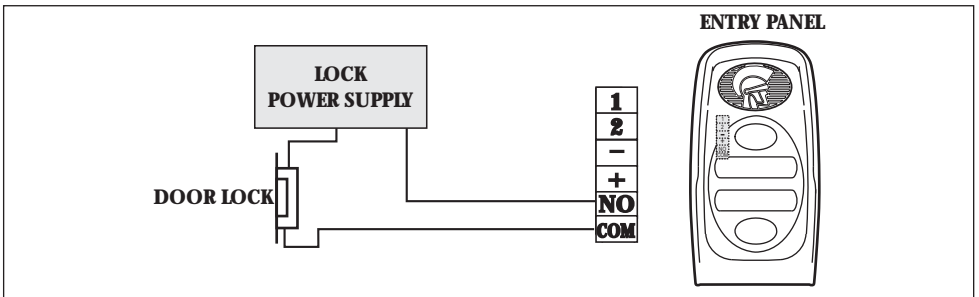 ENTRY PANEL
LOCK
POWER SUPPLY
DOOR LOCK
1
2
−
+
NO
COM